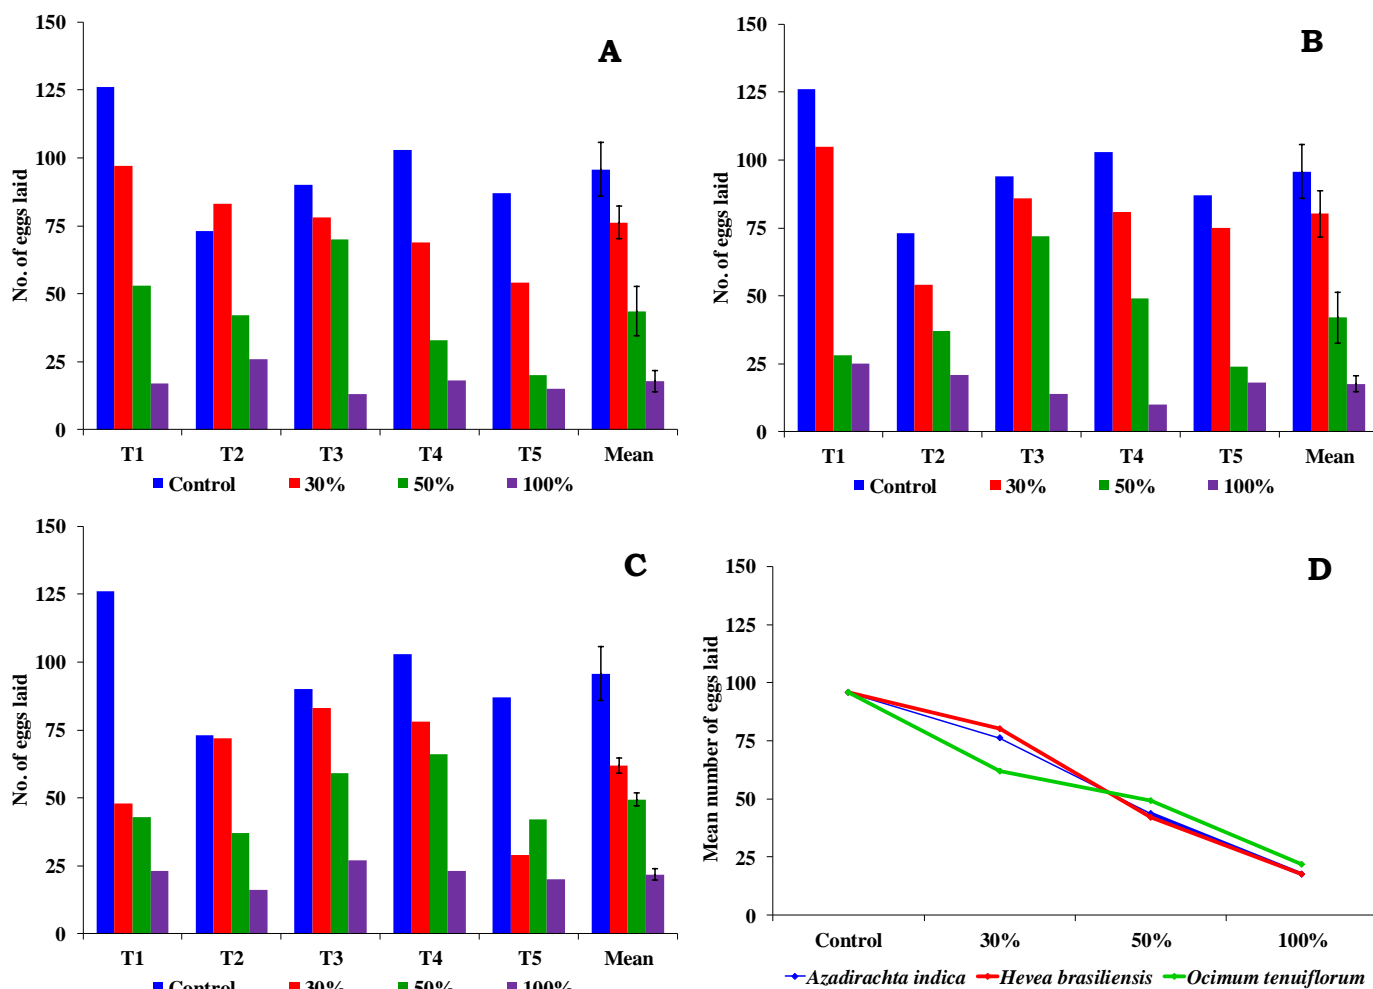 A
No. of eggs laid
150
125
100
75
50
25
0
T1 T2 T3 T4 T5 Mean
Control 30% 50% 100%
B
No. of eggs laid
150
125
100
75
50
25
0
T1 T2 T3 T4 T5 Mean
Control 30% 50% 100%
C
No. of eggs laid
150
125
100
75
50
25
0
T1 T2 T3 T4 T5 Mean
Control 30% 50% 100%
D
Mean number of eggs laid
150
125
100
75
50
25
0
Control 30% 50% 100%
Azadirachta indica Hevea brasiliensis Ocimum tenuiflorum